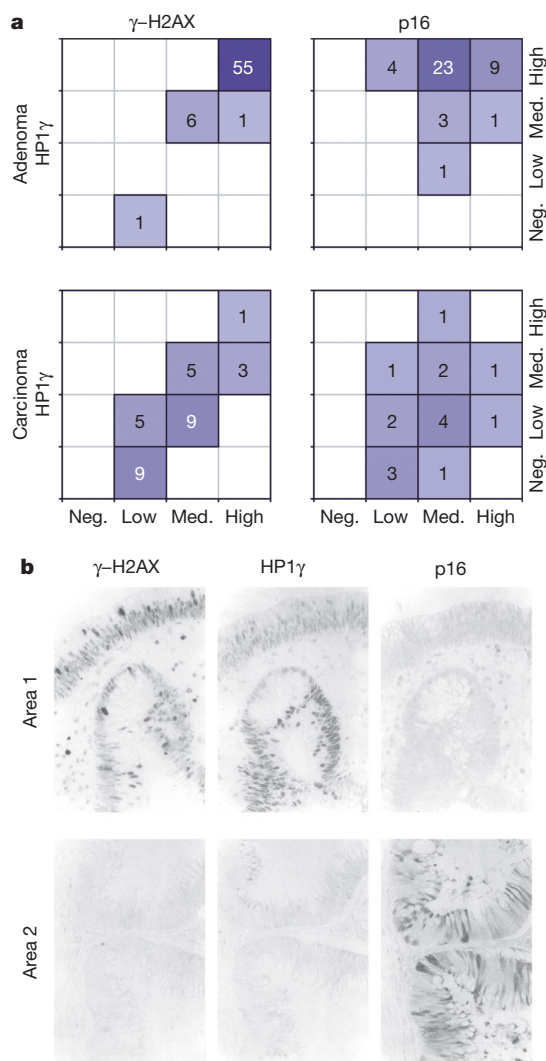 a
γ–H2AX p16
55 4 23 9 High
6 1 3 1 Med.
1 Low
1 Neg.
Adenoma
HP1γ
1 1 High
5 3 1 2 1 Med.
5 9 2 4 1 Low
9 3 1 Neg.
Carcinoma
HP1γ
Neg. Low Med. High Neg. Low Med. High
b
γ–H2AX HP1γ p16
Area 1
Area 2